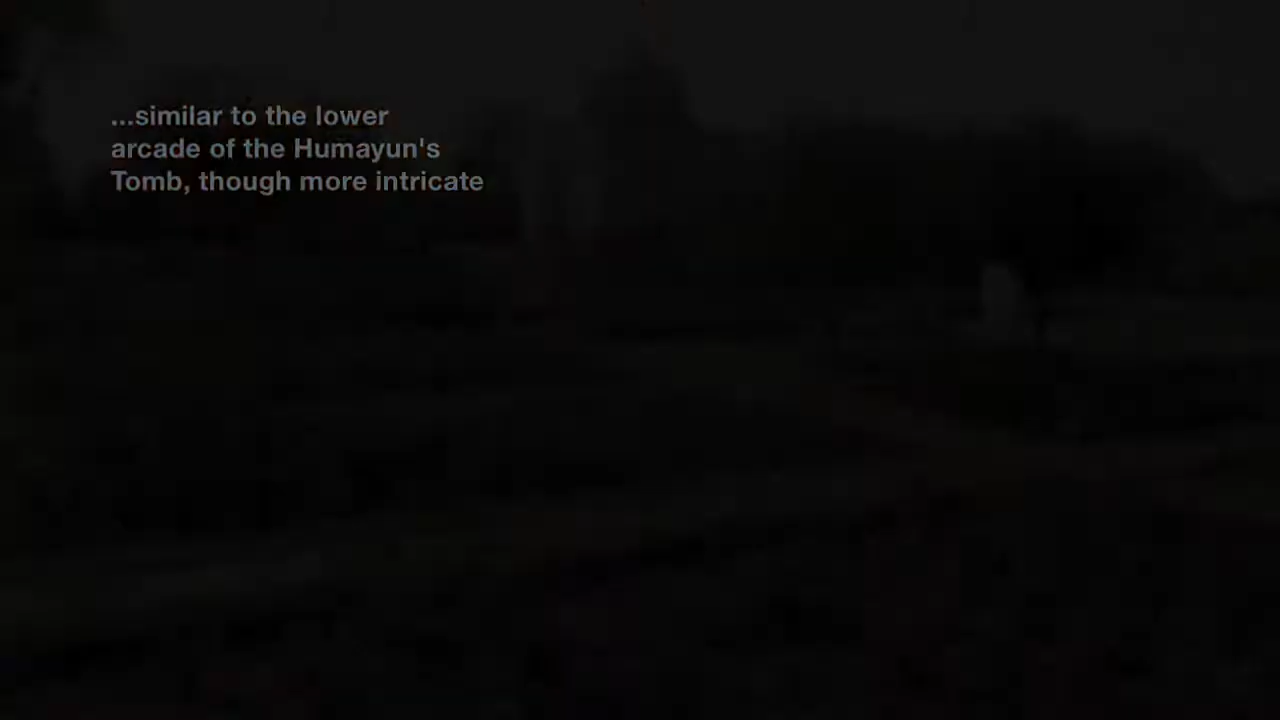 ...similar to the lower
arcade of the Humayun's
Tomb, though more intricate